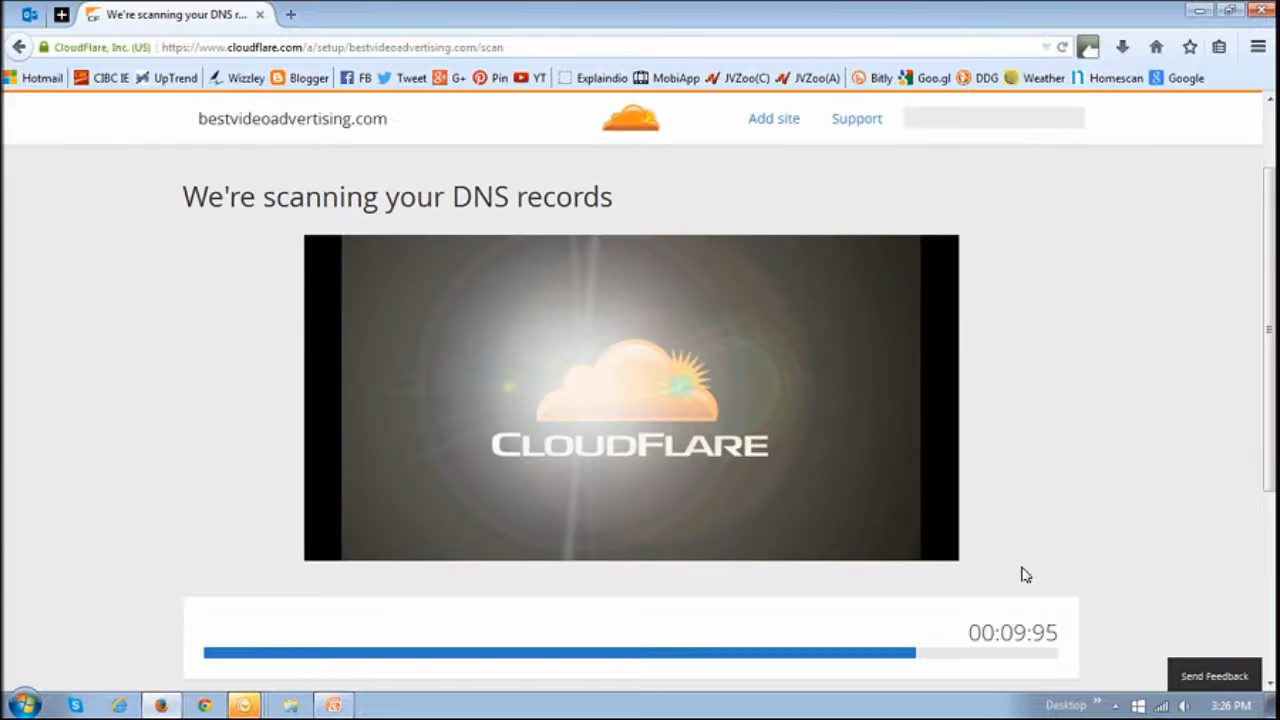 We're scanning your DNS r...
CloudFlare, Inc. (US) https://www.cloudflare.com/a/setup/bestvideoadvertising.com/scan
Hotmail CIBC IE UpTrend Wizzley Blogger FB Tweet G+ Pin YT Explaindio MobiApp JVZoo(C) JVZoo(A) Bitly Goo.gl DDG Weather Homescan Google
bestvideoadvertising.com Add site Support
We're scanning your DNS records
CLOUDFLARE
00:09:95
Send Feedback
Desktop 3:26 PM